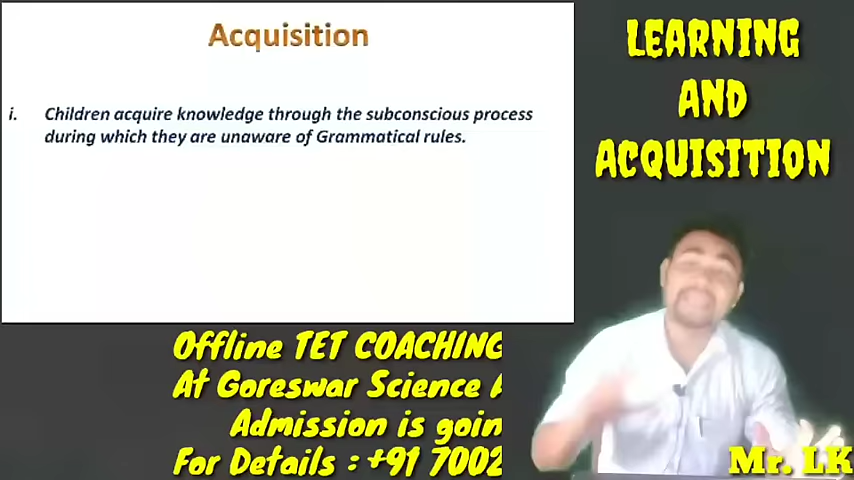 Acquisition
i. Children acquire knowledge through the subconscious process
during which they are unaware of Grammatical rules.
LEARNING
AND
ACQUISITION
Offline TET COACHING
At Goreswar Science A
Admission is goin
For Details : +91 7002
Mr. LK